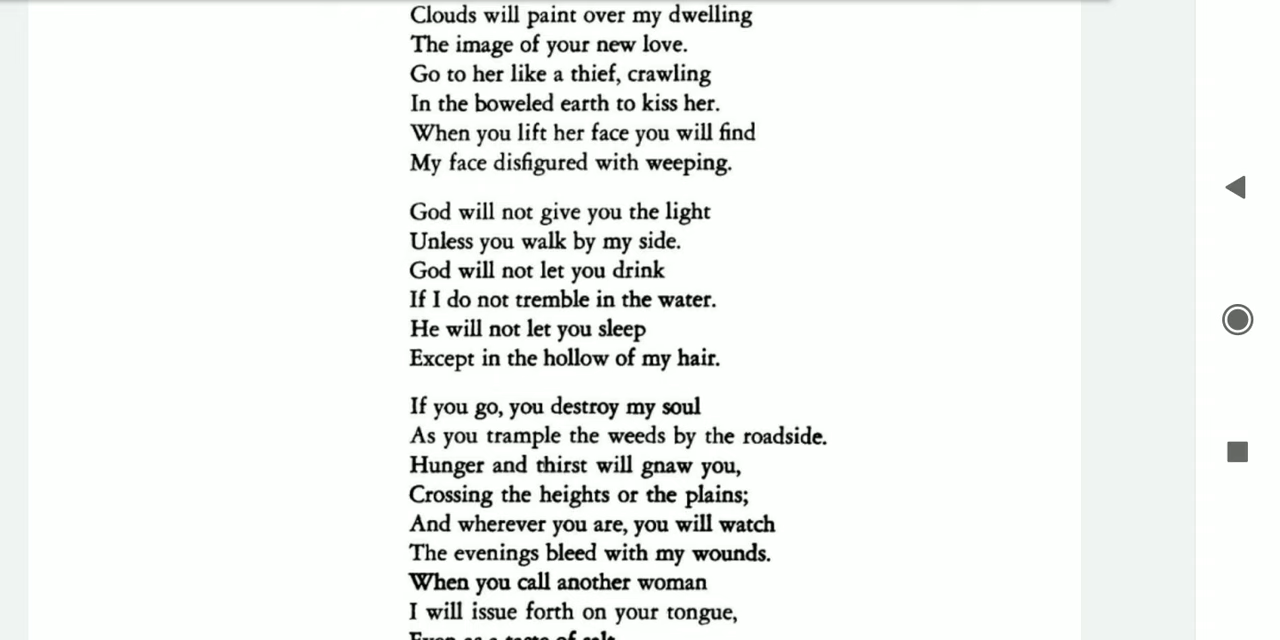 Clouds will paint over my dwelling
The image of your new love.
Go to her like a thief, crawling
In the boweled earth to kiss her.
When you lift her face you will find
My face disfigured with weeping.
God will not give you the light
Unless you walk by my side.
God will not let you drink
If I do not tremble in the water.
He will not let you sleep
Except in the hollow of my hair.
If you go, you destroy my soul
As you trample the weeds by the roadside.
Hunger and thirst will gnaw you,
Crossing the heights or the plains;
And wherever you are, you will watch
The evenings bleed with my wounds.
When you call another woman
I will issue forth on your tongue,
Even as a taste of salt